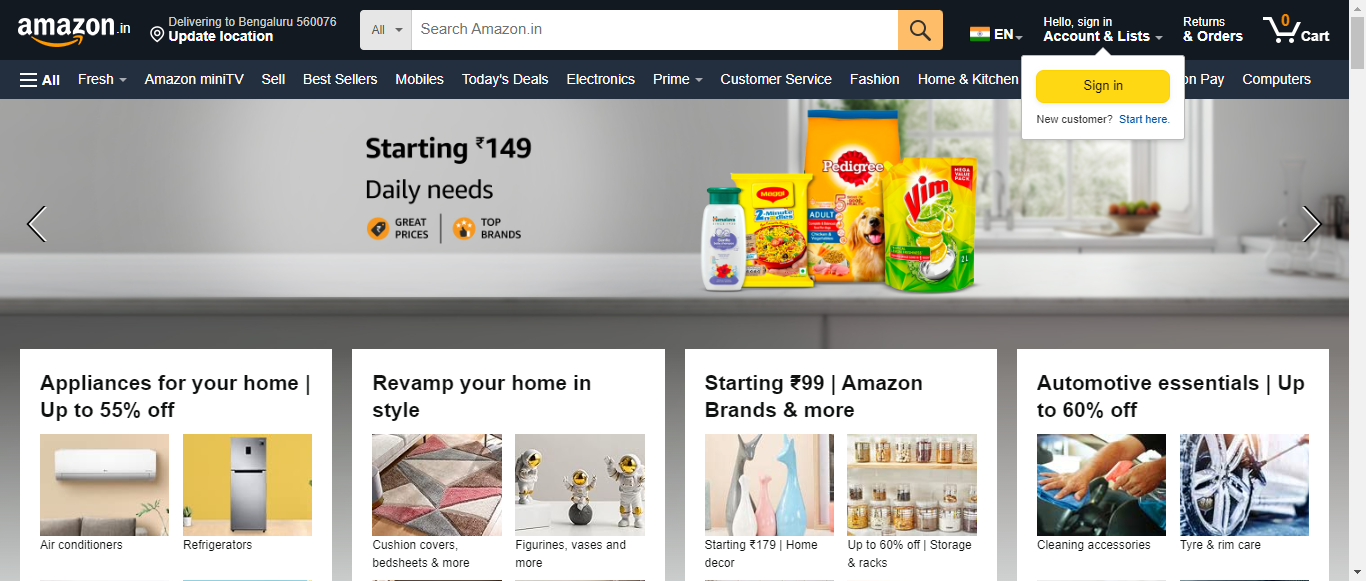 amazon.in
Delivering to Bengaluru 560076
Update location
All
Search Amazon.in
EN
Hello, sign in
Account & Lists
Returns
& Orders
0
Cart
All
Fresh
Amazon miniTV
Sell
Best Sellers
Mobiles
Today's Deals
Electronics
Prime
Customer Service
Fashion
Home & Kitchen
on Pay
Computers
Sign in
New customer? Start here.
Starting ₹149
Daily needs
GREAT
PRICES
TOP
BRANDS
Himalaya
Maggi
2-Minute
noodles
Pedigree
ADULT
Chicken &
Vegetables
Vim
MEGA
VALUE
PACK
2L
Appliances for your home |
Up to 55% off
Air conditioners
Refrigerators
Revamp your home in
style
Cushion covers,
bedsheets & more
Figurines, vases and
more
Starting ₹99 | Amazon
Brands & more
Starting ₹179 | Home
decor
Up to 60% off | Storage
& racks
Automotive essentials | Up
to 60% off
Cleaning accessories
Tyre & rim care